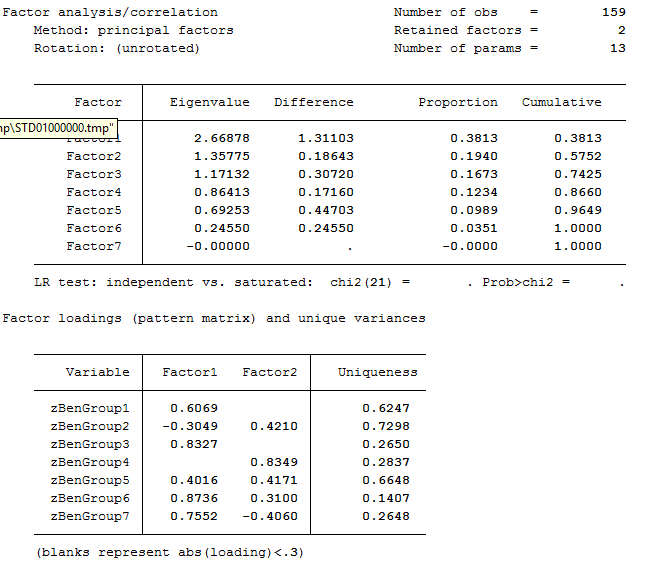 Factor analysis/correlation Number of obs = 159
Method: principal factors Retained factors = 2
Rotation: (unrotated) Number of params = 13
Factor Eigenvalue Difference Proportion Cumulative
np\STD01000000.tmp"
Factor1 2.66878 1.31103 0.3813 0.3813
Factor2 1.35775 0.18643 0.1940 0.5752
Factor3 1.17132 0.30720 0.1673 0.7425
Factor4 0.86413 0.17160 0.1234 0.8660
Factor5 0.69253 0.44703 0.0989 0.9649
Factor6 0.24550 0.24550 0.0351 1.0000
Factor7 -0.00000 . -0.0000 1.0000
LR test: independent vs. saturated: chi2(21) = . Prob>chi2 = .
Factor loadings (pattern matrix) and unique variances
Variable Factor1 Factor2 Uniqueness
zBenGroup1 0.6069 0.6247
zBenGroup2 -0.3049 0.4210 0.7298
zBenGroup3 0.8327 0.2650
zBenGroup4 0.8349 0.2837
zBenGroup5 0.4016 0.4171 0.6648
zBenGroup6 0.8736 0.3100 0.1407
zBenGroup7 0.7552 -0.4060 0.2648
(blanks represent abs(loading)<.3)